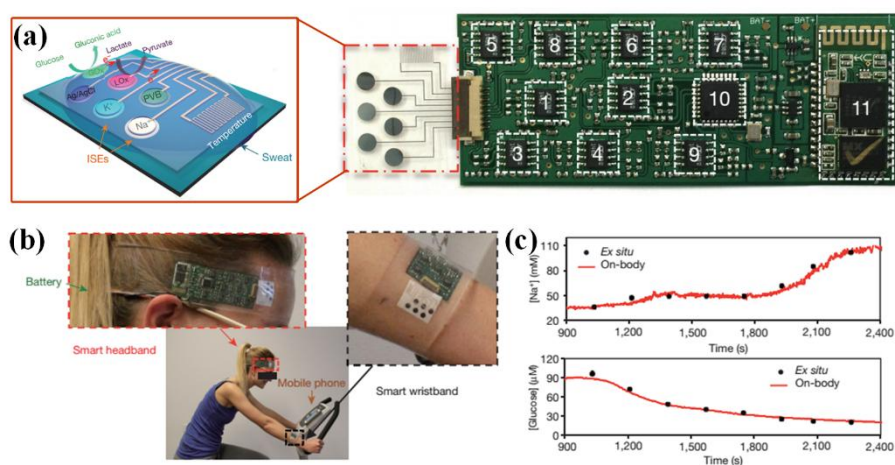 (a)
Glucose
Gluconic acid
Lactate
Pyruvate
GOx
LOx
Ag/AgCl
PVB
K⁺
Na⁺
Temperature
ISEs
Sweat
5 8 6 7
BAT-
BAT+
1 2 10
11
3 4 9
(b)
Battery
Smart headband
Mobile phone
Smart wristband
(c)
[Na⁺] (mM)
110
80
50
20
Ex situ
On-body
900 1,200 1,500 1,800 2,100 2,400
Time (s)
[Glucose] (µM)
120
90
60
30
0
Ex situ
On-body
900 1,200 1,500 1,800 2,100 2,400
Time (s)